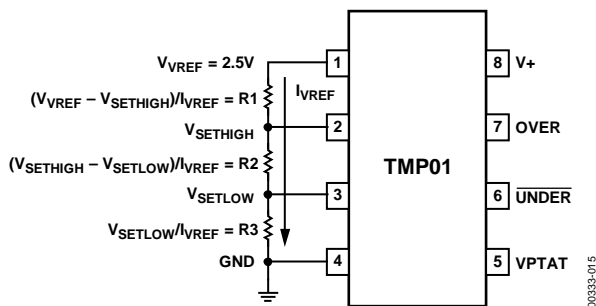 V_VREF = 2.5V
1
8 V+
I_VREF
(V_VREF – V_SETHIGH)/I_VREF = R1
V_SETHIGH
2
7 OVER
TMP01
(V_SETHIGH – V_SETLOW)/I_VREF = R2
V_SETLOW
3
6 U̅N̅D̅E̅R̅
V_SETLOW/I_VREF = R3
GND
4
5 VPTAT
00333-015